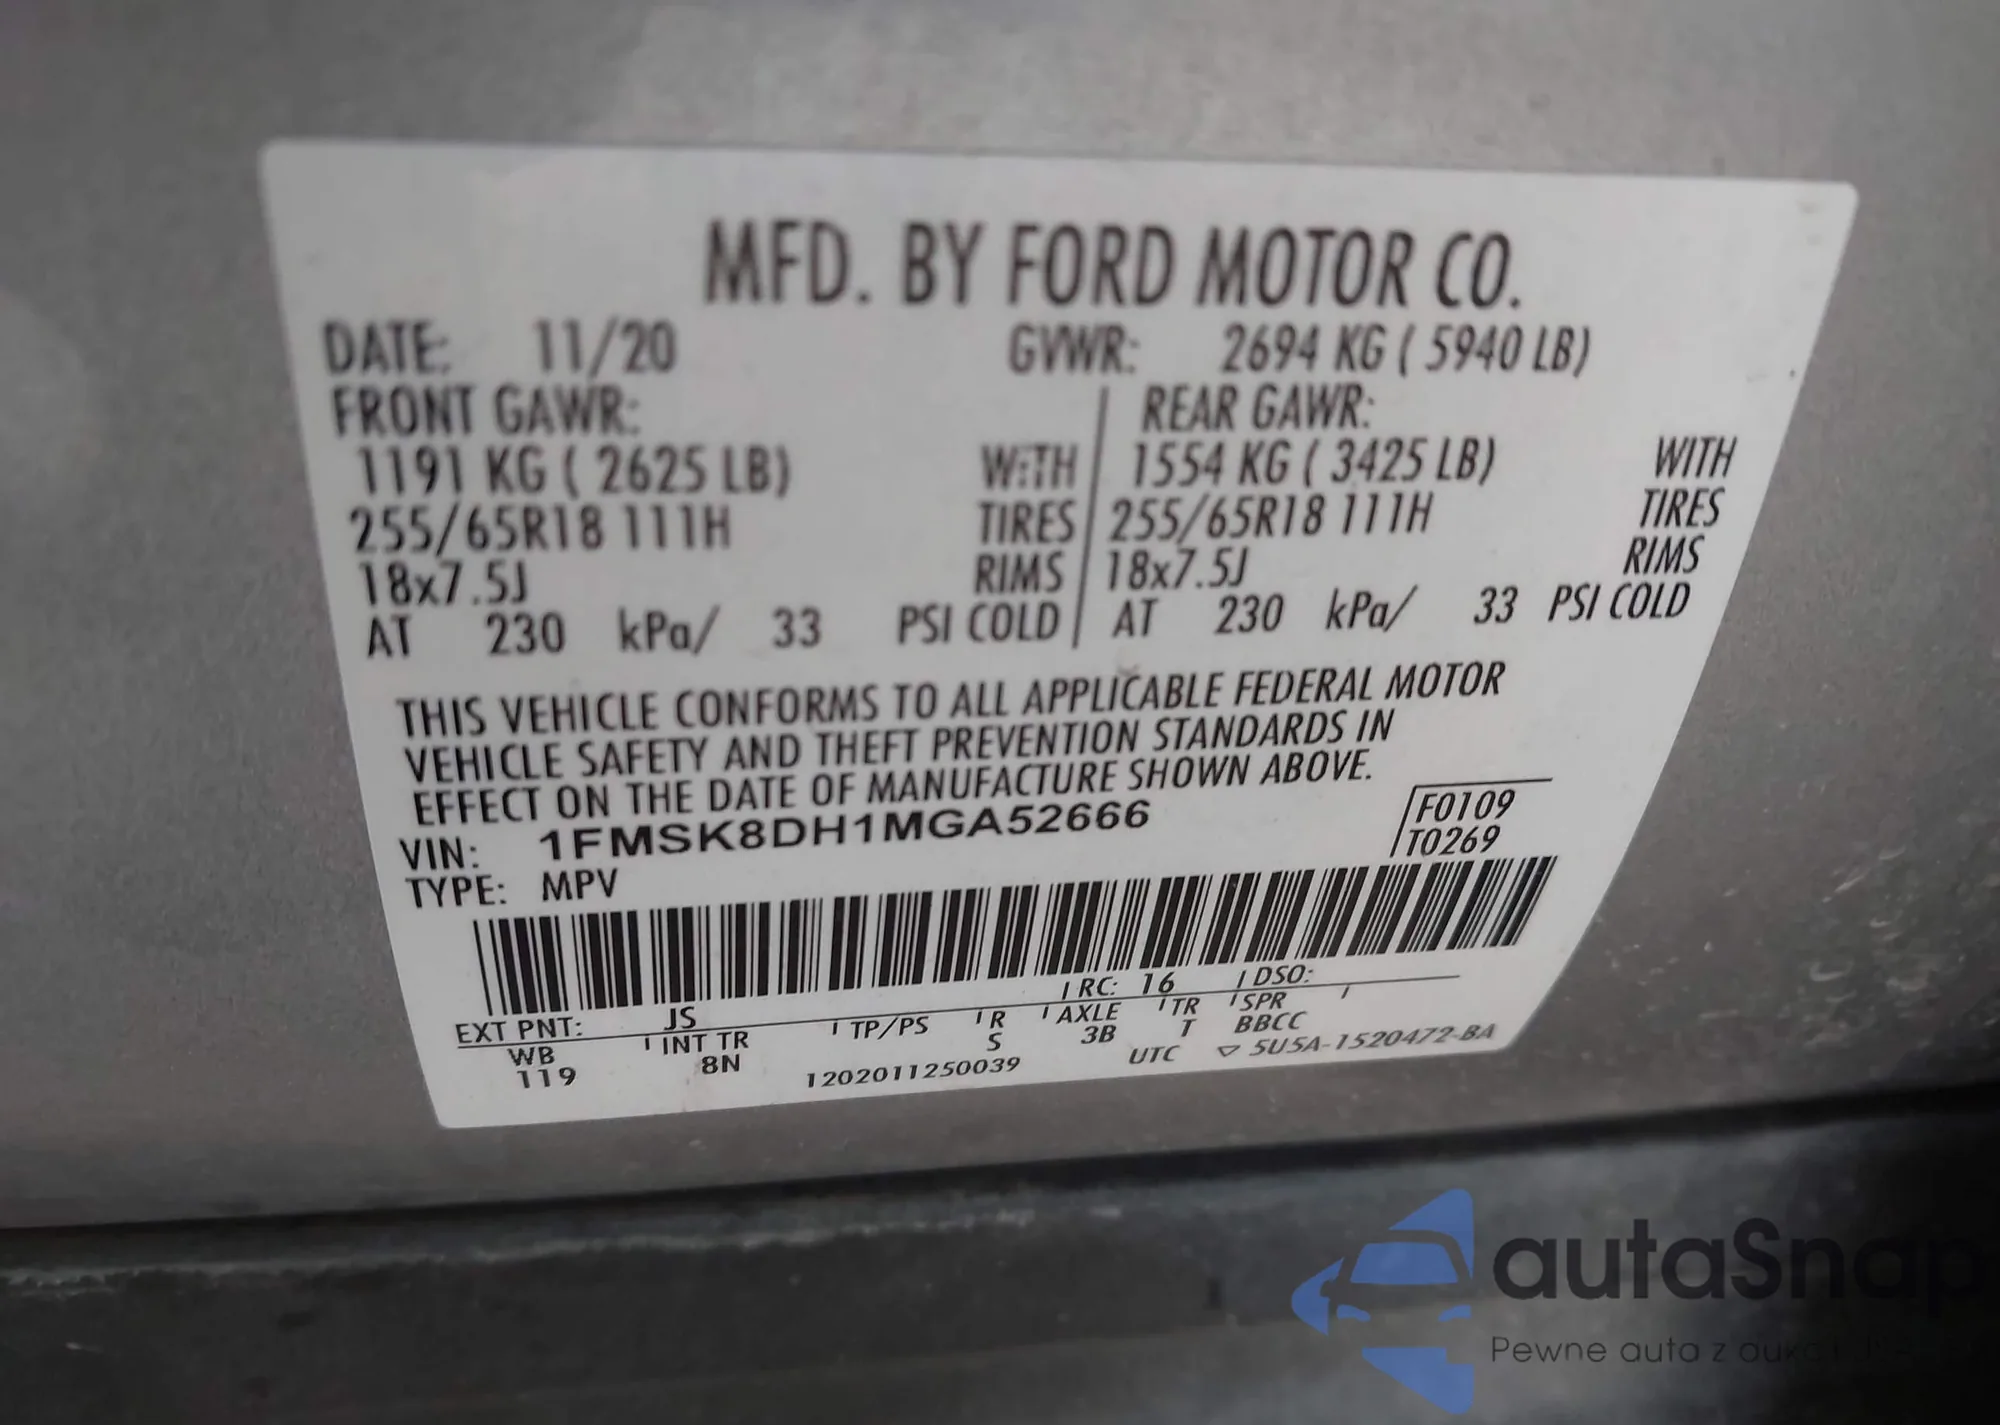 MFD. BY FORD MOTOR CO.
DATE: 11/20 GVWR: 2694 KG ( 5940 LB)
FRONT GAWR: REAR GAWR:
1191 KG ( 2625 LB) WITH 1554 KG ( 3425 LB) WITH
255/65R18 111H TIRES 255/65R18 111H TIRES
18x7.5J RIMS 18x7.5J RIMS
AT 230 kPa/ 33 PSI COLD AT 230 kPa/ 33 PSI COLD
THIS VEHICLE CONFORMS TO ALL APPLICABLE FEDERAL MOTOR
VEHICLE SAFETY AND THEFT PREVENTION STANDARDS IN
EFFECT ON THE DATE OF MANUFACTURE SHOWN ABOVE.
VIN: 1FMSK8DH1MGA52666 F0109
TYPE: MPV T0269
EXT PNT: JS RC: 16 DSO:
WB INT TR TP/PS R AXLE TR SPR
119 8N S 3B T BBCC
1202011250039 UTC ▽ 5U5A-1520472-BA
autaSnap
Pewne auto z